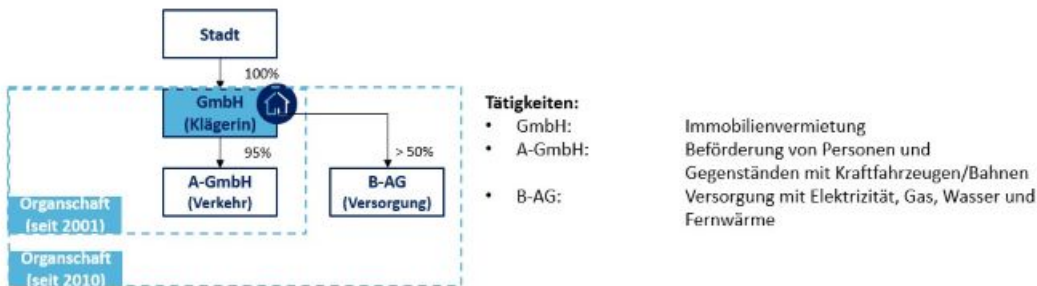 Stadt
100%
GmbH
(Klägerin)
95%
> 50%
A-GmbH
(Verkehr)
B-AG
(Versorgung)
Organschaft
(seit 2001)
Organschaft
(seit 2010)
Tätigkeiten:
• GmbH: Immobilienvermietung
• A-GmbH: Beförderung von Personen und
Gegenständen mit Kraftfahrzeugen/Bahnen
• B-AG: Versorgung mit Elektrizität, Gas, Wasser und
Fernwärme